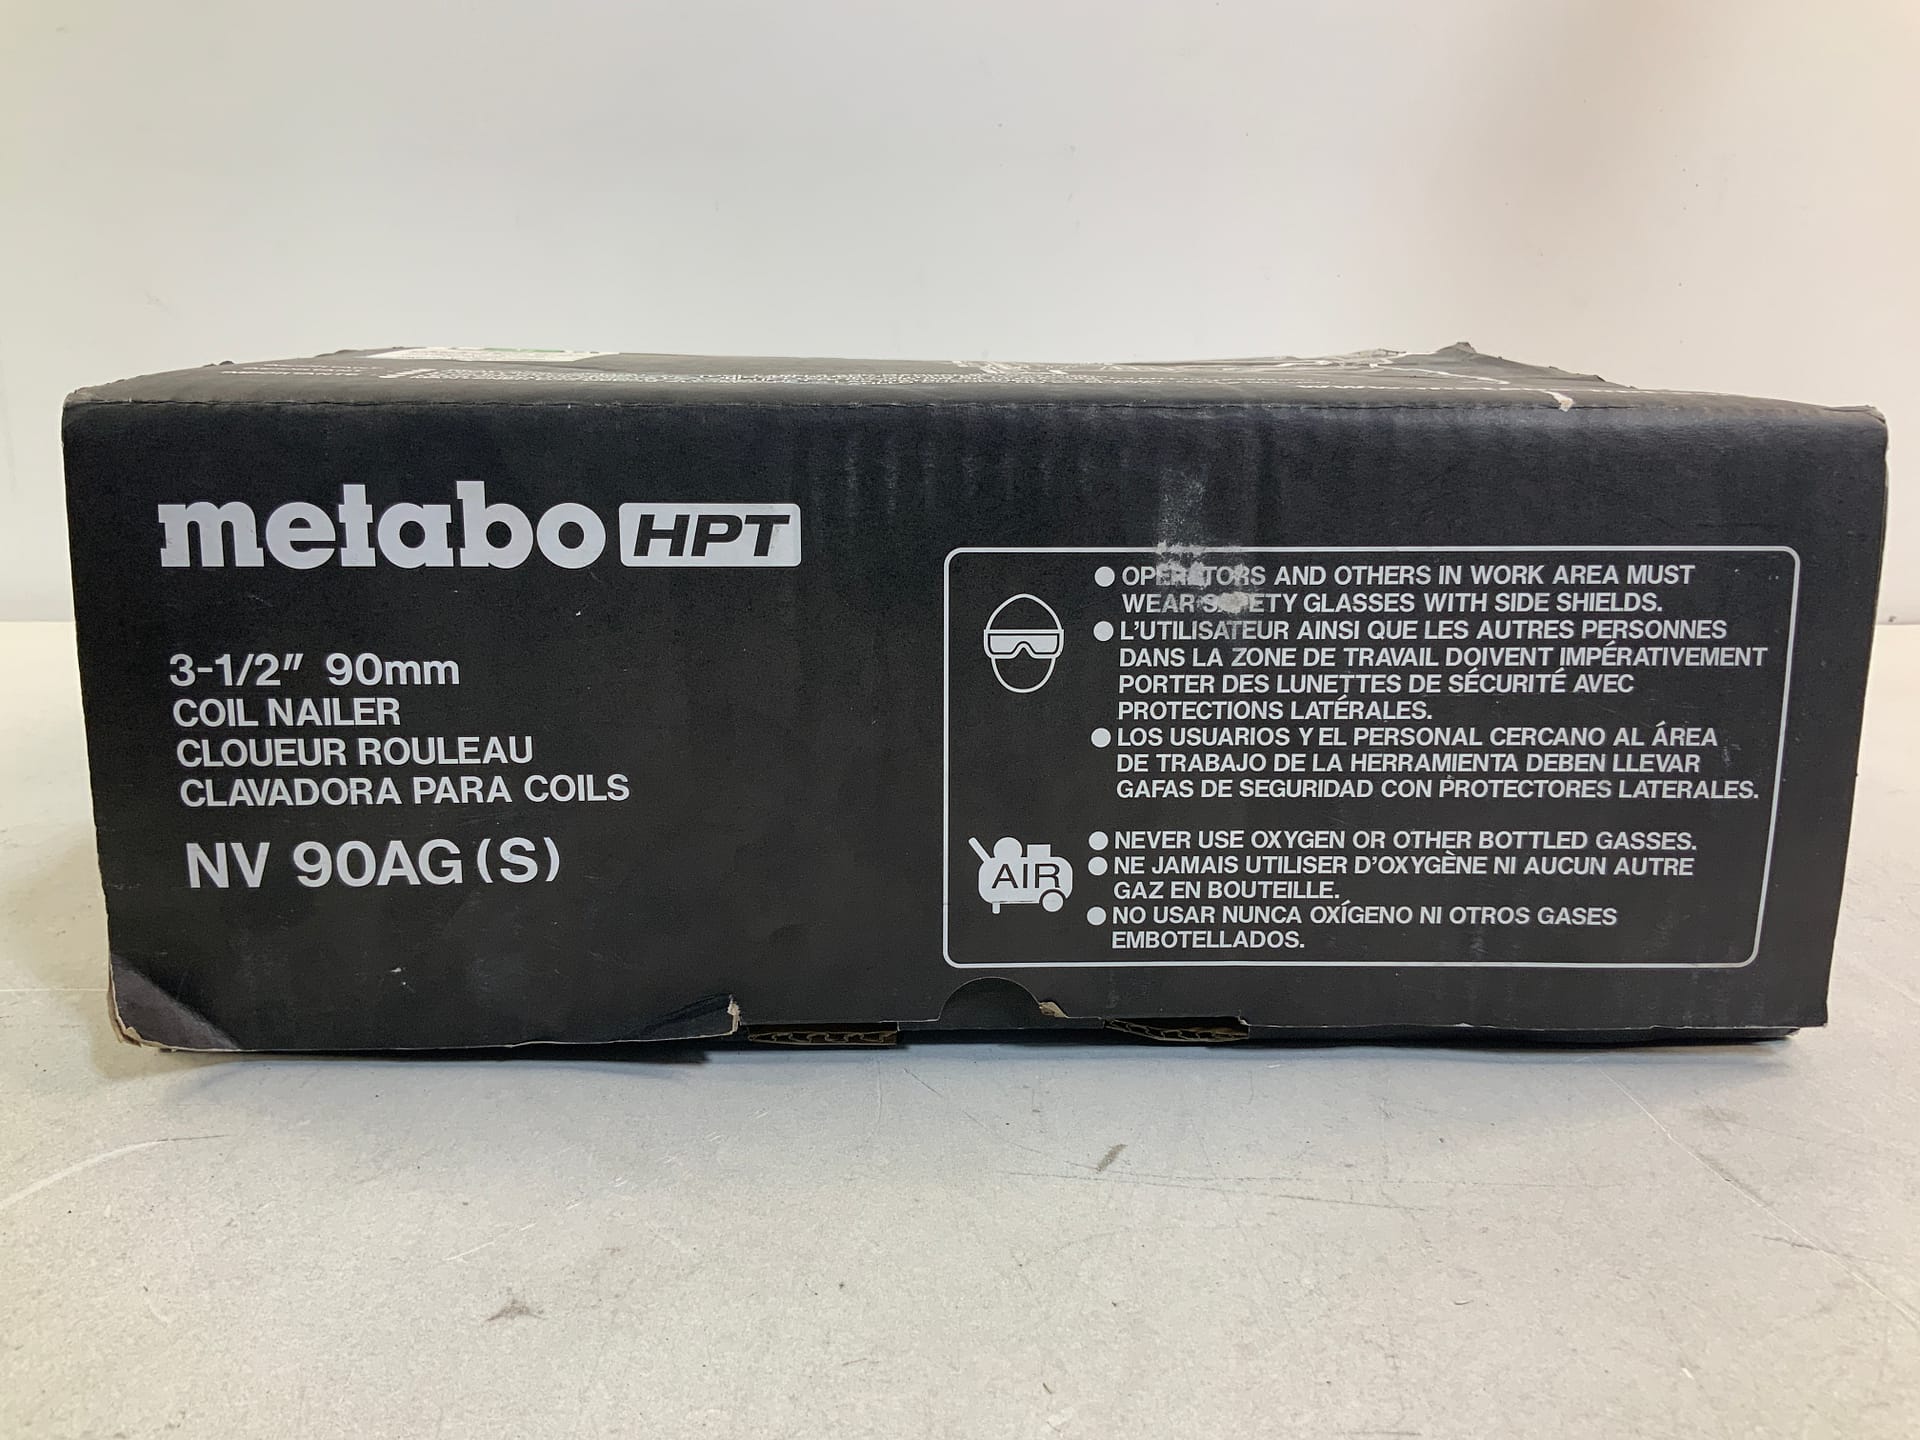 metabo HPT
3-1/2" 90mm
COIL NAILER
CLOUEUR ROULEAU
CLAVADORA PARA COILS
NV 90AG (S)
● OPERATORS AND OTHERS IN WORK AREA MUST
WEAR SAFETY GLASSES WITH SIDE SHIELDS.
● L'UTILISATEUR AINSI QUE LES AUTRES PERSONNES
DANS LA ZONE DE TRAVAIL DOIVENT IMPÉRATIVEMENT
PORTER DES LUNETTES DE SÉCURITÉ AVEC
PROTECTIONS LATÉRALES.
● LOS USUARIOS Y EL PERSONAL CERCANO AL ÁREA
DE TRABAJO DE LA HERRAMIENTA DEBEN LLEVAR
GAFAS DE SEGURIDAD CON PROTECTORES LATERALES.
AIR
● NEVER USE OXYGEN OR OTHER BOTTLED GASSES.
● NE JAMAIS UTILISER D'OXYGÈNE NI AUCUN AUTRE
GAZ EN BOUTEILLE.
● NO USAR NUNCA OXÍGENO NI OTROS GASES
EMBOTELLADOS.